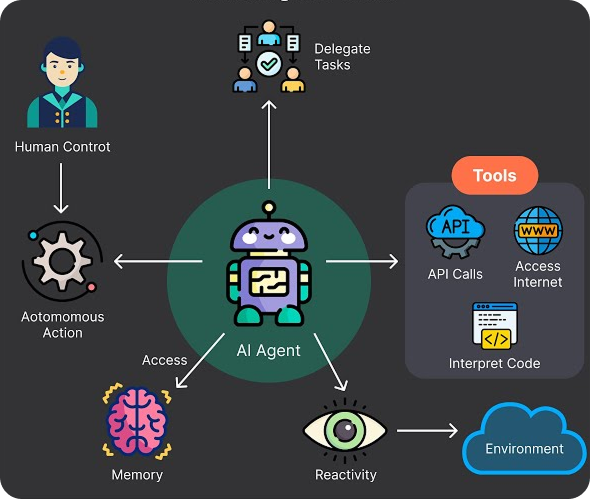 Delegate
Tasks
Human Controt
Tools
API
WWW
API Calls
Access
Internet
Aotomomous
Action
</>
Interpret Code
AI Agent
Access
Memory
Reactivity
Environment